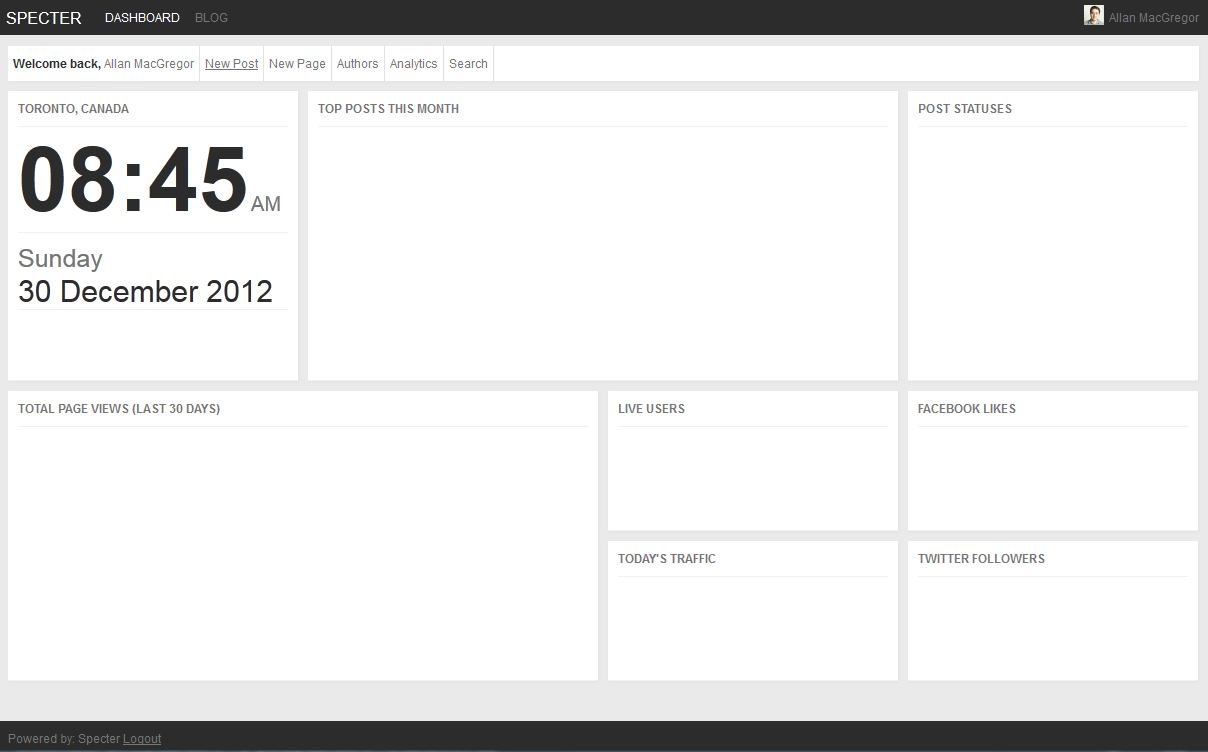 SPECTER DASHBOARD BLOG Allan MacGregor
Welcome back, Allan MacGregor New Post New Page Authors Analytics Search
TORONTO, CANADA
08:45 AM
Sunday
30 December 2012
TOP POSTS THIS MONTH
POST STATUSES
TOTAL PAGE VIEWS (LAST 30 DAYS)
LIVE USERS
FACEBOOK LIKES
TODAY'S TRAFFIC
TWITTER FOLLOWERS
Powered by: Specter Logout